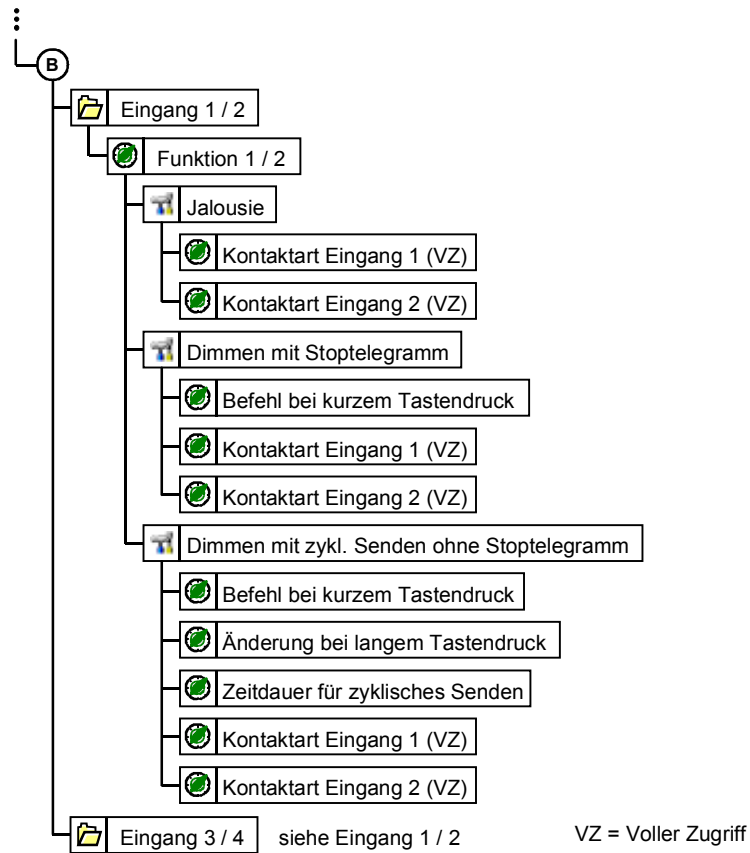 B
Eingang 1 / 2
Funktion 1 / 2
Jalousie
Kontaktart Eingang 1 (VZ)
Kontaktart Eingang 2 (VZ)
Dimmen mit Stoptelegramm
Befehl bei kurzem Tastendruck
Kontaktart Eingang 1 (VZ)
Kontaktart Eingang 2 (VZ)
Dimmen mit zykl. Senden ohne Stoptelegramm
Befehl bei kurzem Tastendruck
Änderung bei langem Tastendruck
Zeitdauer für zyklisches Senden
Kontaktart Eingang 1 (VZ)
Kontaktart Eingang 2 (VZ)
Eingang 3 / 4 siehe Eingang 1 / 2 VZ = Voller Zugriff